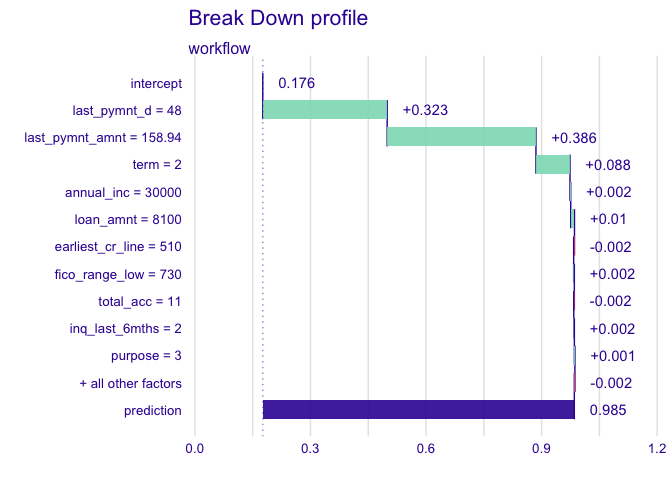 Break Down profile
workflow
intercept 0.176
last_pymnt_d = 48 +0.323
last_pymnt_amnt = 158.94 +0.386
term = 2 +0.088
annual_inc = 30000 +0.002
loan_amnt = 8100 +0.01
earliest_cr_line = 510 -0.002
fico_range_low = 730 +0.002
total_acc = 11 -0.002
inq_last_6mths = 2 +0.002
purpose = 3 +0.001
+ all other factors -0.002
prediction 0.985
0.0 0.3 0.6 0.9 1.2